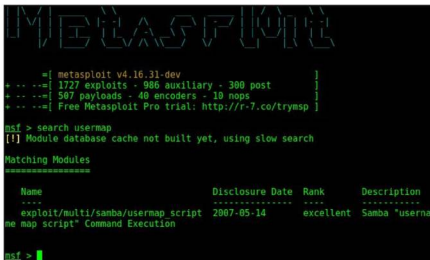 METASPLOIT
=[ metasploit v4.16.31-dev ]
+ -- --=[ 1727 exploits - 986 auxiliary - 300 post ]
+ -- --=[ 507 payloads - 40 encoders - 10 nops ]
+ -- --=[ Free Metasploit Pro trial: http://r-7.co/trymsp ]
msf > search usermap
[!] Module database cache not built yet, using slow search
Matching Modules
================
Name Disclosure Date Rank Description
---- --------------- ---- -----------
exploit/multi/samba/usermap_script 2007-05-14 excellent Samba "userna
me map script" Command Execution
msf >